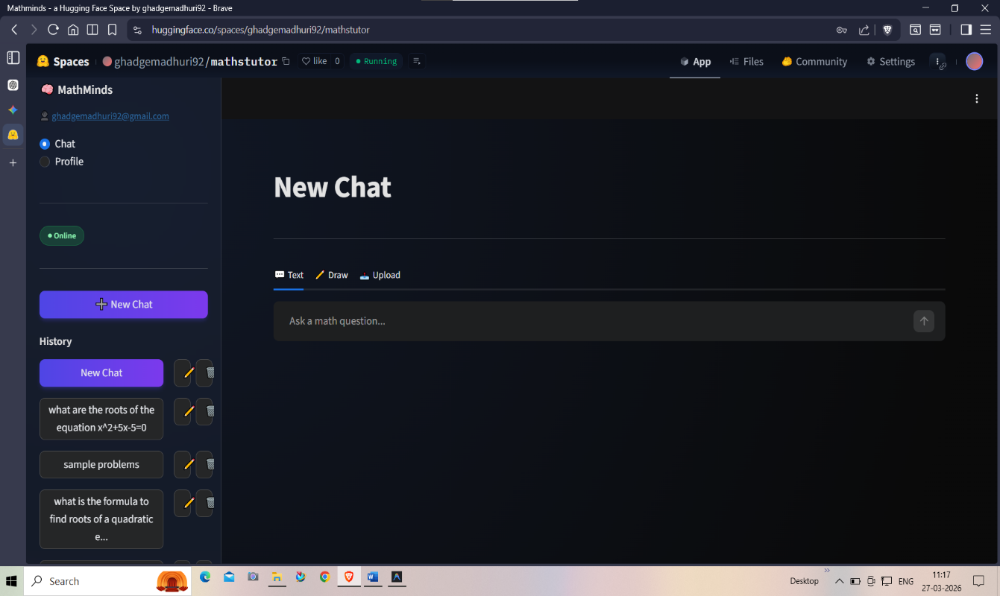 Mathminds - a Hugging Face Space by ghadgemadhuri92 - Brave
huggingface.co/spaces/ghadgemadhuri92/mathstutor
Spaces
ghadgemadhuri92/mathstutor
like 0
Running
App
Files
Community
Settings
MathMinds
ghadgemadhuri92@gmail.com
Chat
Profile
Online
New Chat
History
New Chat
what are the roots of the
equation x^2+5x-5=0
sample problems
what is the formula to
find roots of a quadratic
e...
New Chat
Text
Draw
Upload
Ask a math question...
Search
Desktop
ENG
11:17
27-03-2026